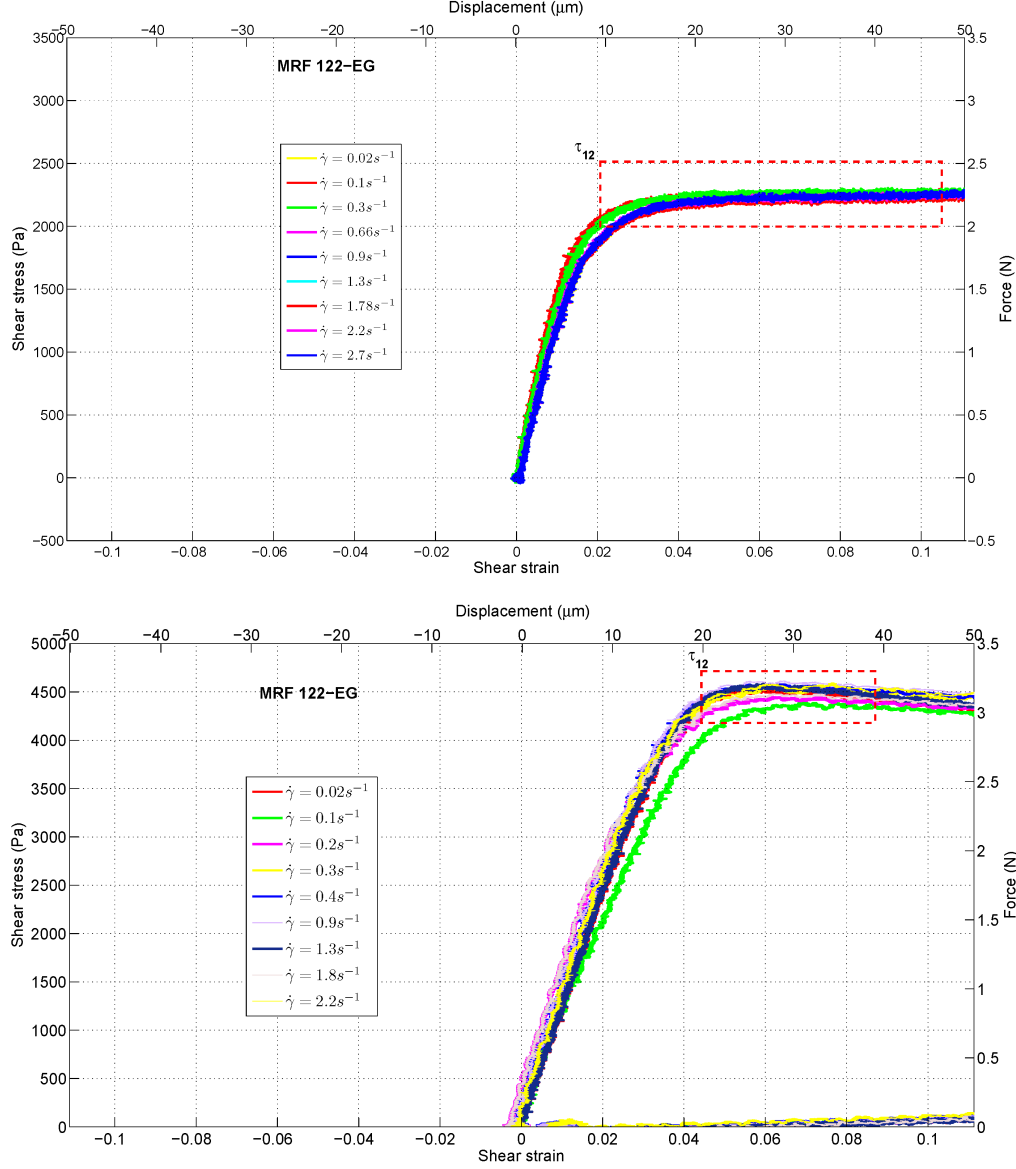 Displacement (μm)
−50 −40 −30 −20 −10 0 10 20 30 40 50
3500 3.5
MRF 122−EG
3000 3
τ12
2500 2.5
γ̇ = 0.02s⁻¹
γ̇ = 0.1s⁻¹
γ̇ = 0.3s⁻¹
γ̇ = 0.66s⁻¹
γ̇ = 0.9s⁻¹
γ̇ = 1.3s⁻¹
γ̇ = 1.78s⁻¹
γ̇ = 2.2s⁻¹
γ̇ = 2.7s⁻¹
2000 2
Shear stress (Pa)
Force (N)
1500 1.5
1000 1
500 0.5
0 0
−500 −0.5
−0.1 −0.08 −0.06 −0.04 −0.02 0 0.02 0.04 0.06 0.08 0.1
Shear strain
Displacement (μm)
−50 −40 −30 −20 −10 0 10 20 30 40 50
5000 3.5
τ12
MRF 122−EG
4500
4000 3
3500 2.5
γ̇ = 0.02s⁻¹
γ̇ = 0.1s⁻¹
γ̇ = 0.2s⁻¹
γ̇ = 0.3s⁻¹
γ̇ = 0.4s⁻¹
γ̇ = 0.9s⁻¹
γ̇ = 1.3s⁻¹
γ̇ = 1.8s⁻¹
γ̇ = 2.2s⁻¹
3000 2
Shear stress (Pa)
Force (N)
2500
2000 1.5
1500 1
1000
500 0.5
0 0
−0.1 −0.08 −0.06 −0.04 −0.02 0 0.02 0.04 0.06 0.08 0.1
Shear strain